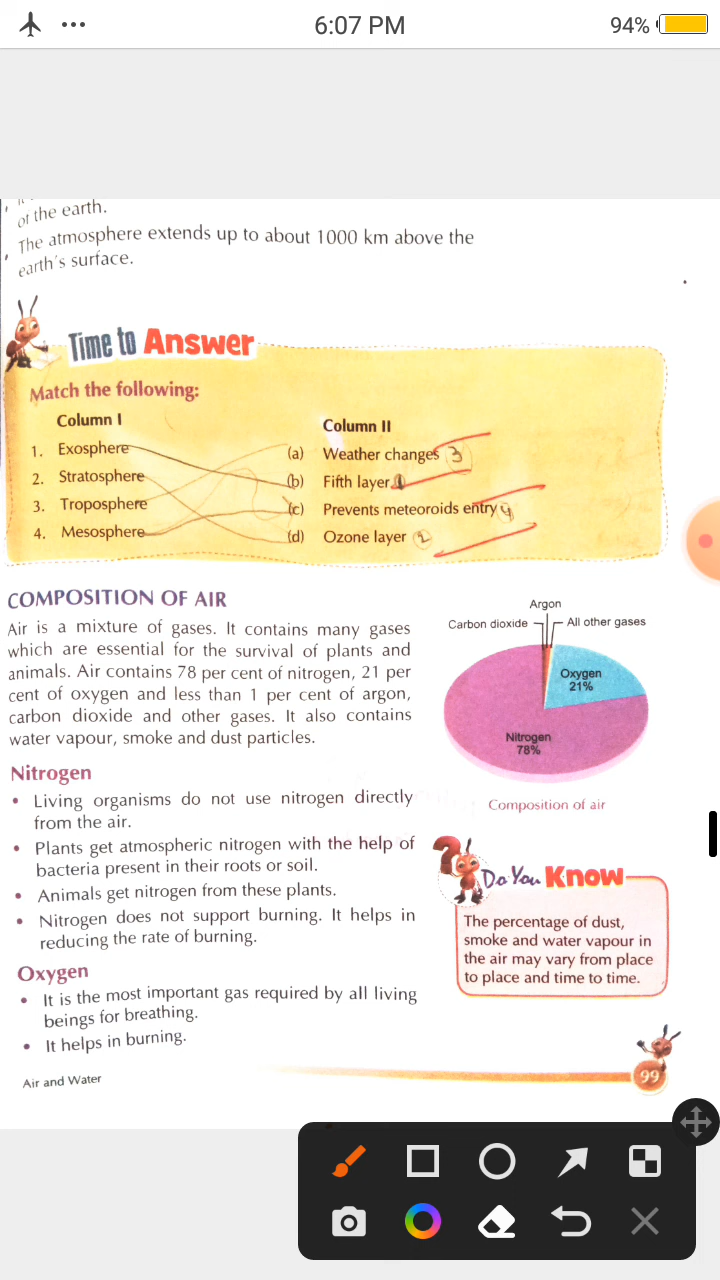 6:07 PM
94%
of the earth.
The atmosphere extends up to about 1000 km above the
earth's surface.
Time to Answer
Match the following:
Column I
Column II
1. Exosphere
(a) Weather changes 3
2. Stratosphere
(b) Fifth layer 1
3. Troposphere
(c) Prevents meteoroids entry 4
4. Mesosphere
(d) Ozone layer 2
COMPOSITION OF AIR
Air is a mixture of gases. It contains many gases
which are essential for the survival of plants and
animals. Air contains 78 per cent of nitrogen, 21 per
cent of oxygen and less than 1 per cent of argon,
carbon dioxide and other gases. It also contains
water vapour, smoke and dust particles.
Argon
Carbon dioxide
All other gases
Oxygen
21%
Nitrogen
78%
Composition of air
Nitrogen
• Living organisms do not use nitrogen directly
from the air.
• Plants get atmospheric nitrogen with the help of
bacteria present in their roots or soil.
• Animals get nitrogen from these plants.
• Nitrogen does not support burning. It helps in
reducing the rate of burning.
Do You Know
The percentage of dust,
smoke and water vapour in
the air may vary from place
to place and time to time.
Oxygen
• It is the most important gas required by all living
beings for breathing.
• It helps in burning.
Air and Water
99